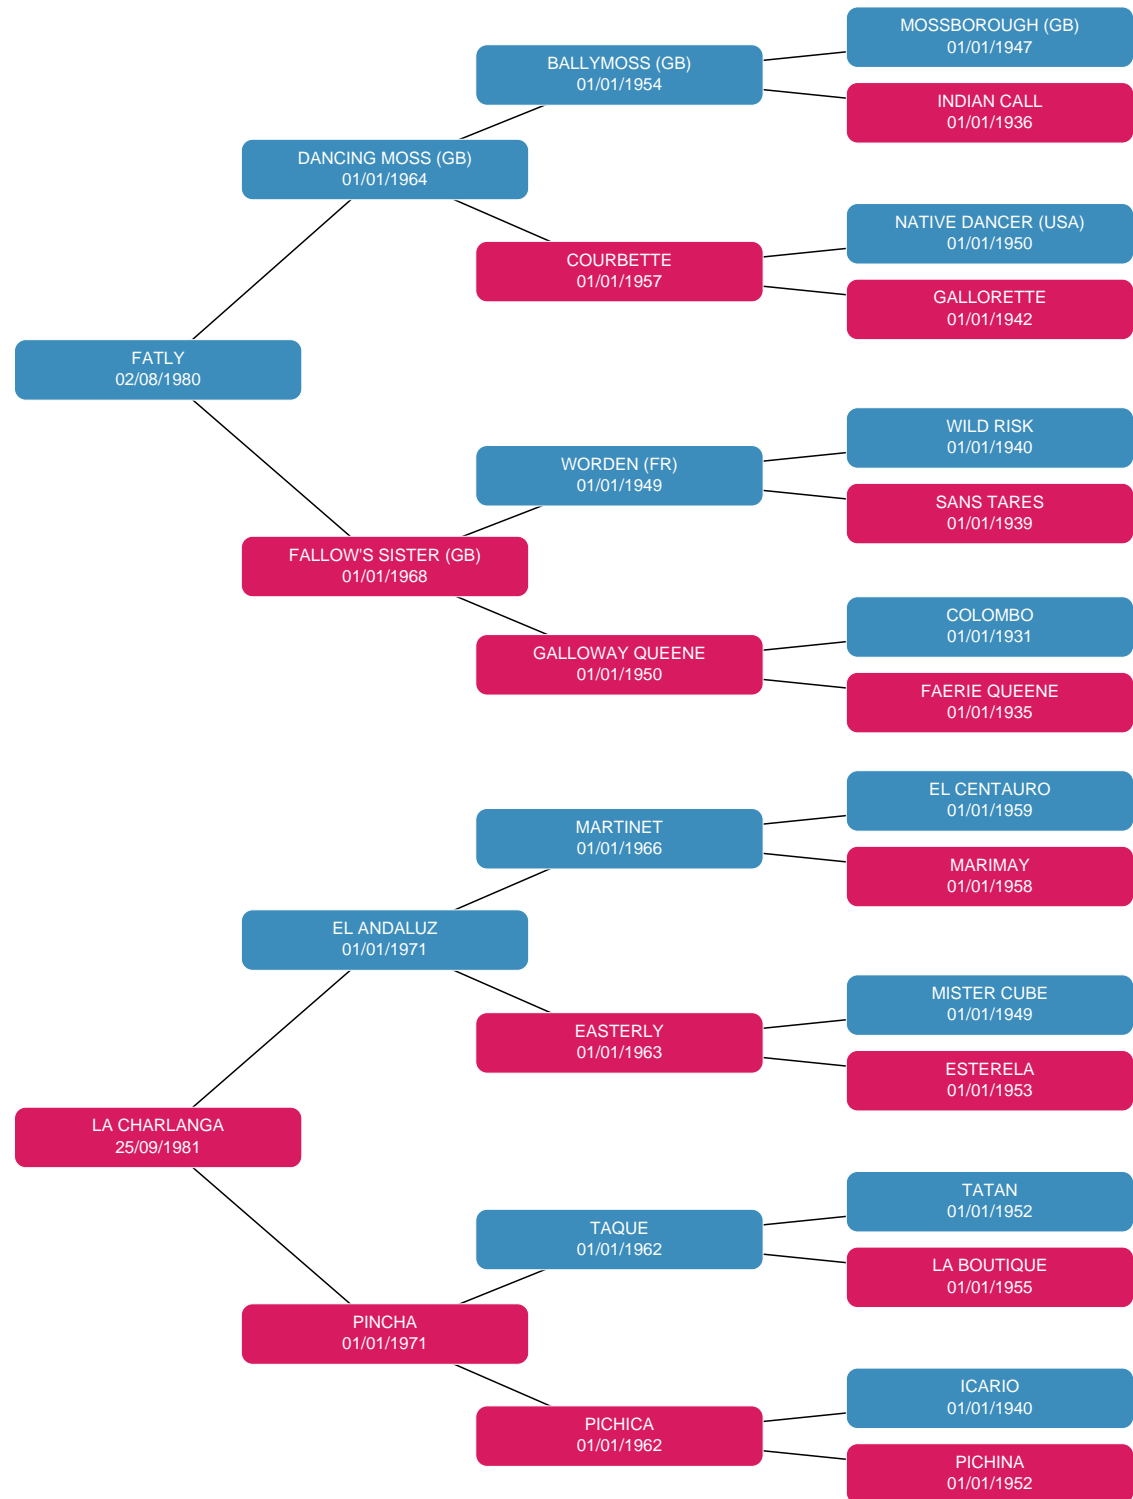 MOSSBOROUGH (GB)
01/01/1947
BALLYMOSS (GB)
01/01/1954
INDIAN CALL
01/01/1936
DANCING MOSS (GB)
01/01/1964
NATIVE DANCER (USA)
01/01/1950
COURBETTE
01/01/1957
GALLORETTE
01/01/1942
FATLY
02/08/1980
WILD RISK
01/01/1940
WORDEN (FR)
01/01/1949
SANS TARES
01/01/1939
FALLOW'S SISTER (GB)
01/01/1968
COLOMBO
01/01/1931
GALLOWAY QUEENE
01/01/1950
FAERIE QUEENE
01/01/1935
EL CENTAURO
01/01/1959
MARTINET
01/01/1966
MARIMAY
01/01/1958
EL ANDALUZ
01/01/1971
MISTER CUBE
01/01/1949
EASTERLY
01/01/1963
ESTERELA
01/01/1953
LA CHARLANGA
25/09/1981
TATAN
01/01/1952
TAQUE
01/01/1962
LA BOUTIQUE
01/01/1955
PINCHA
01/01/1971
ICARIO
01/01/1940
PICHICA
01/01/1962
PICHINA
01/01/1952